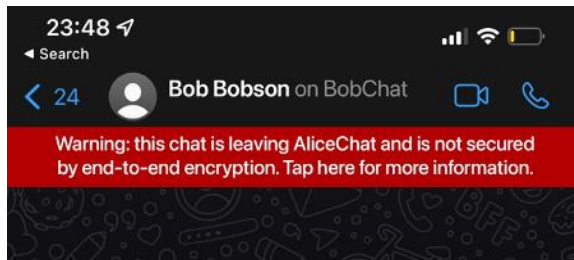 23:48
◀ Search
24
Bob Bobson on BobChat
Warning: this chat is leaving AliceChat and is not secured
by end-to-end encryption. Tap here for more information.